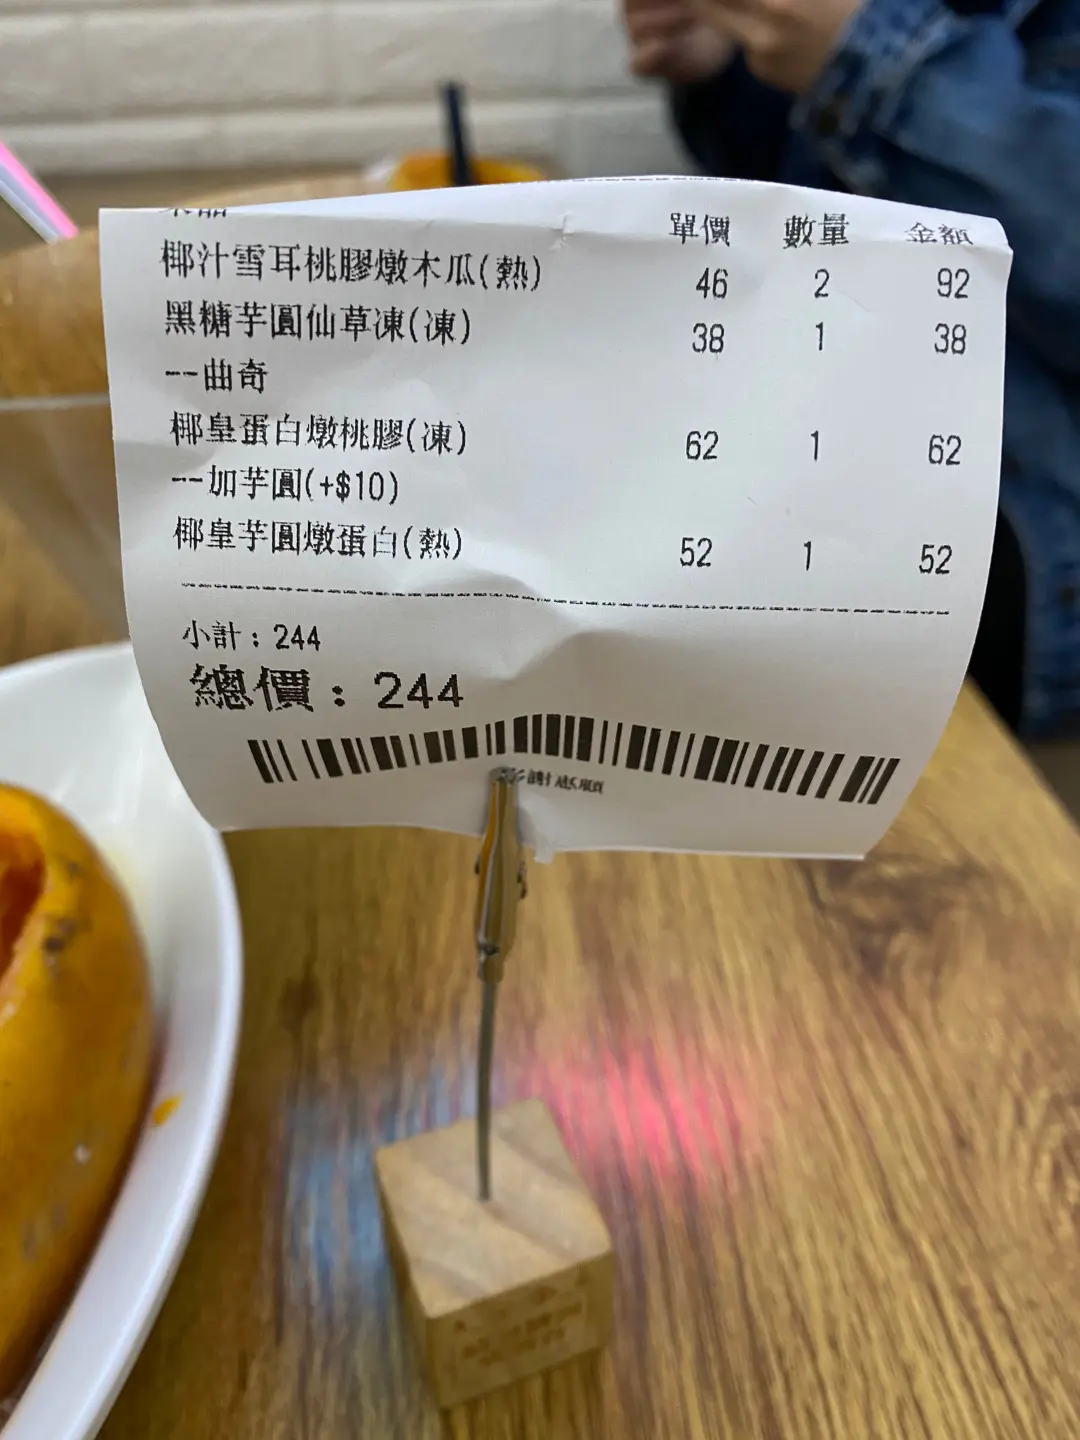 單價 數量 金額
椰汁雪耳桃膠燉木瓜(熱) 46 2 92
黑糖芋圓仙草凍(凍) 38 1 38
--曲奇
椰皇蛋白燉桃膠(凍) 62 1 62
--加芋圓(+$10)
椰皇芋圓燉蛋白(熱) 52 1 52
小計：244
總價：244
謝惠顧